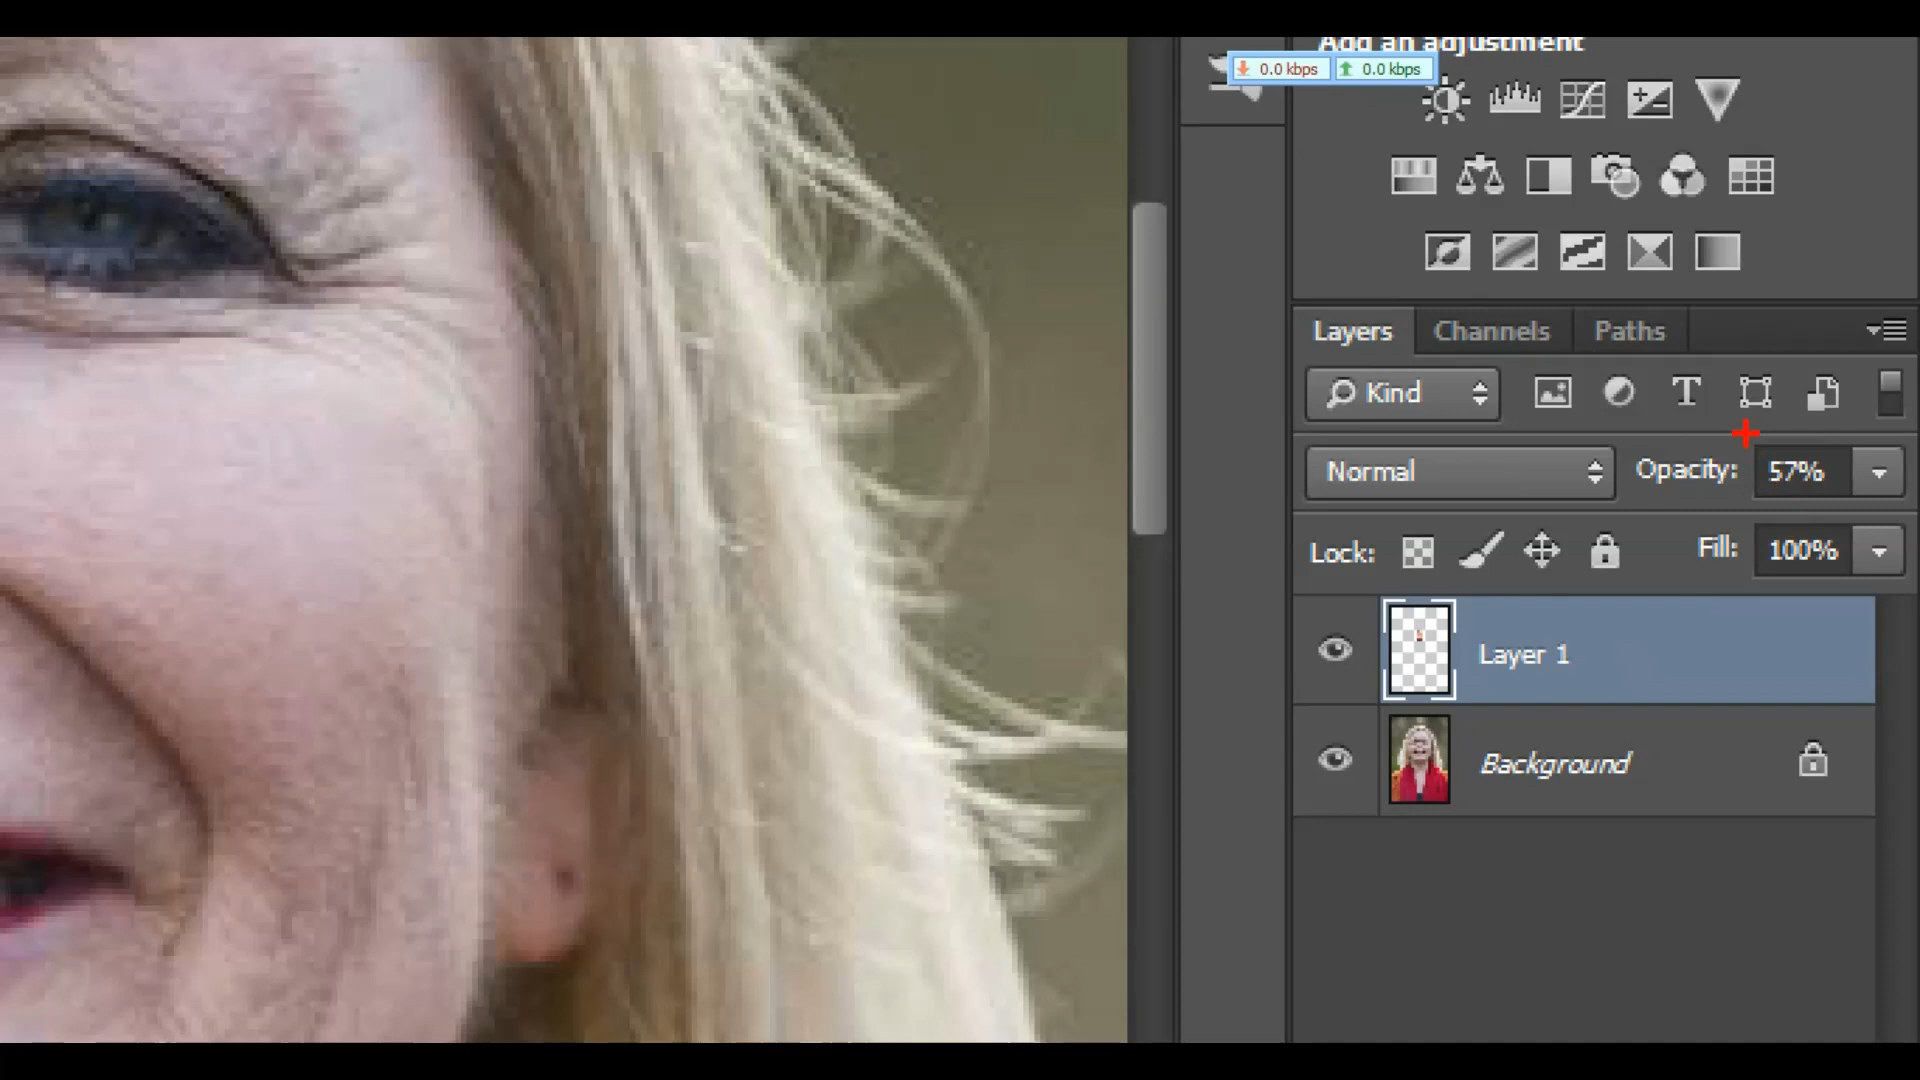 Add an adjustment
0.0 kbps 0.0 kbps
Layers Channels Paths
Kind T
Normal Opacity: 57%
Lock: Fill: 100%
Layer 1
Background